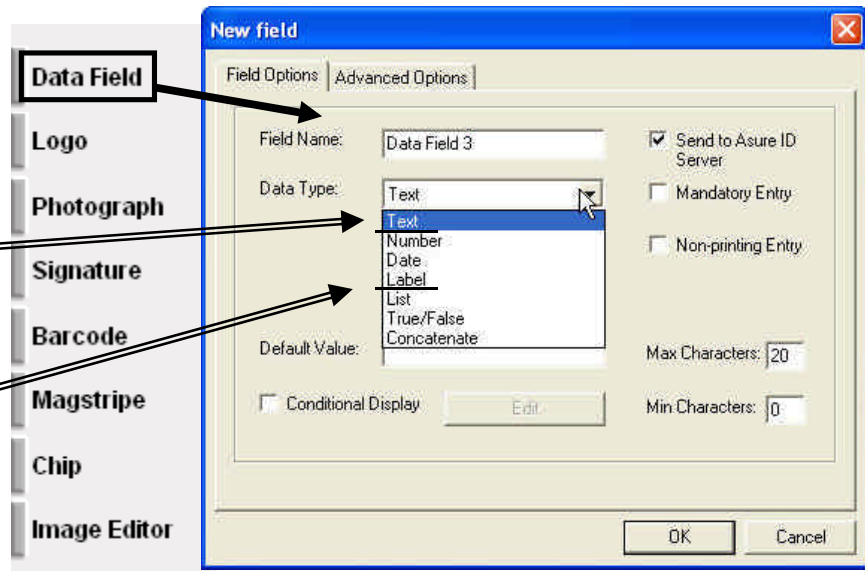 Data Field
Logo
Photograph
Signature
Barcode
Magstripe
Chip
Image Editor
New field
Field Options
Advanced Options
Field Name:
Data Field 3
Send to Asure ID
Server
Data Type:
Text
Mandatory Entry
Text
Number
Date
Label
List
True/False
Concatenate
Non-printing Entry
Default Value:
Max Characters: 20
Conditional Display
Edit
Min Characters: 0
OK
Cancel